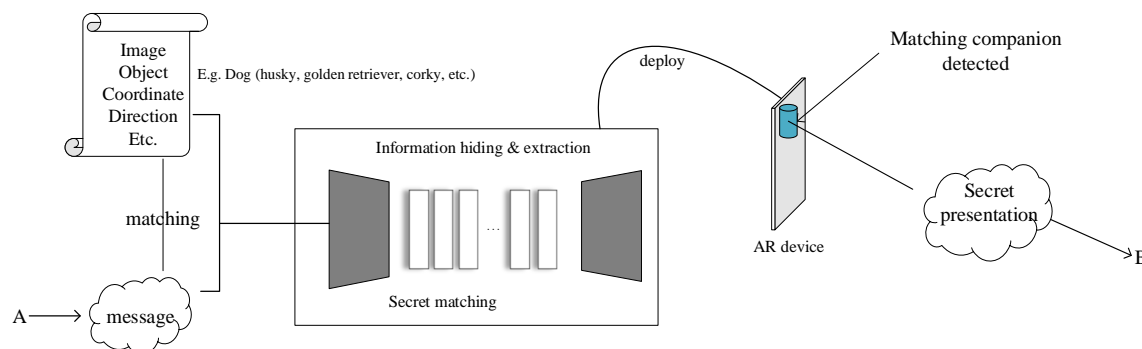 Image
Object
Coordinate
Direction
Etc.
E.g. Dog (husky, golden retriever, corky, etc.)
matching
A
message
Information hiding & extraction
...
Secret matching
deploy
AR device
Matching companion
detected
Secret
presentation
B